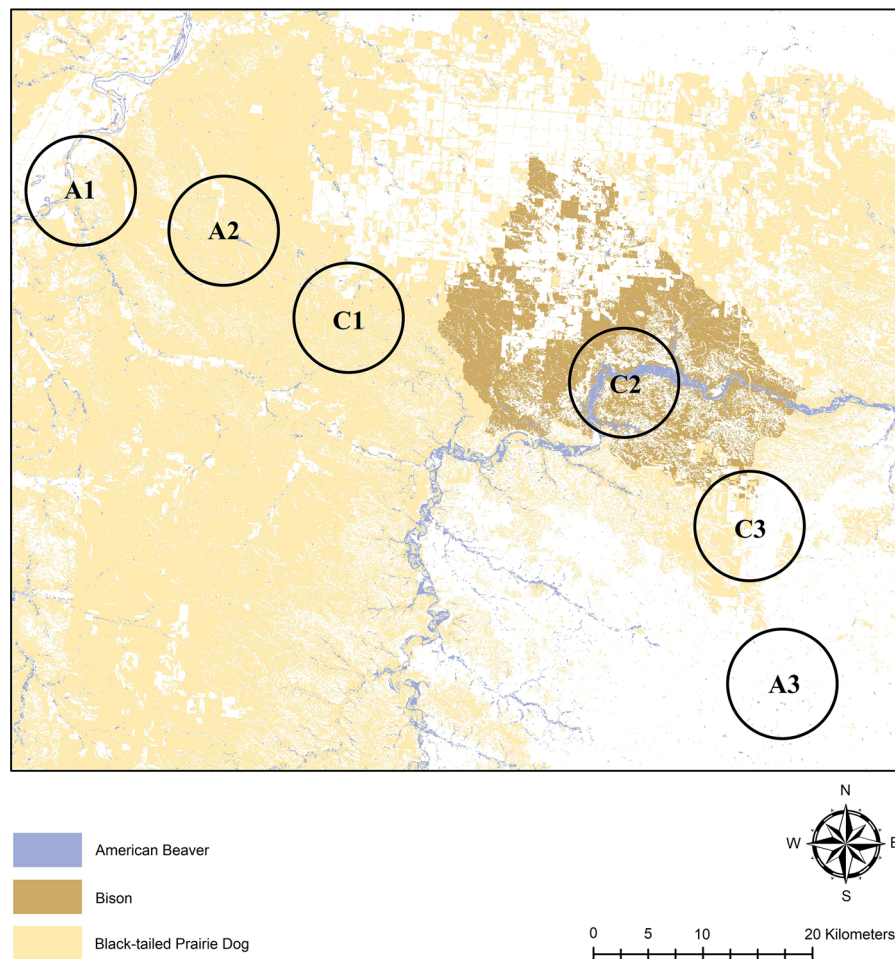 A1
A2
C1
C2
C3
A3
N
W
E
S
American Beaver
Bison
Black-tailed Prairie Dog
0 5 10 20 Kilometers